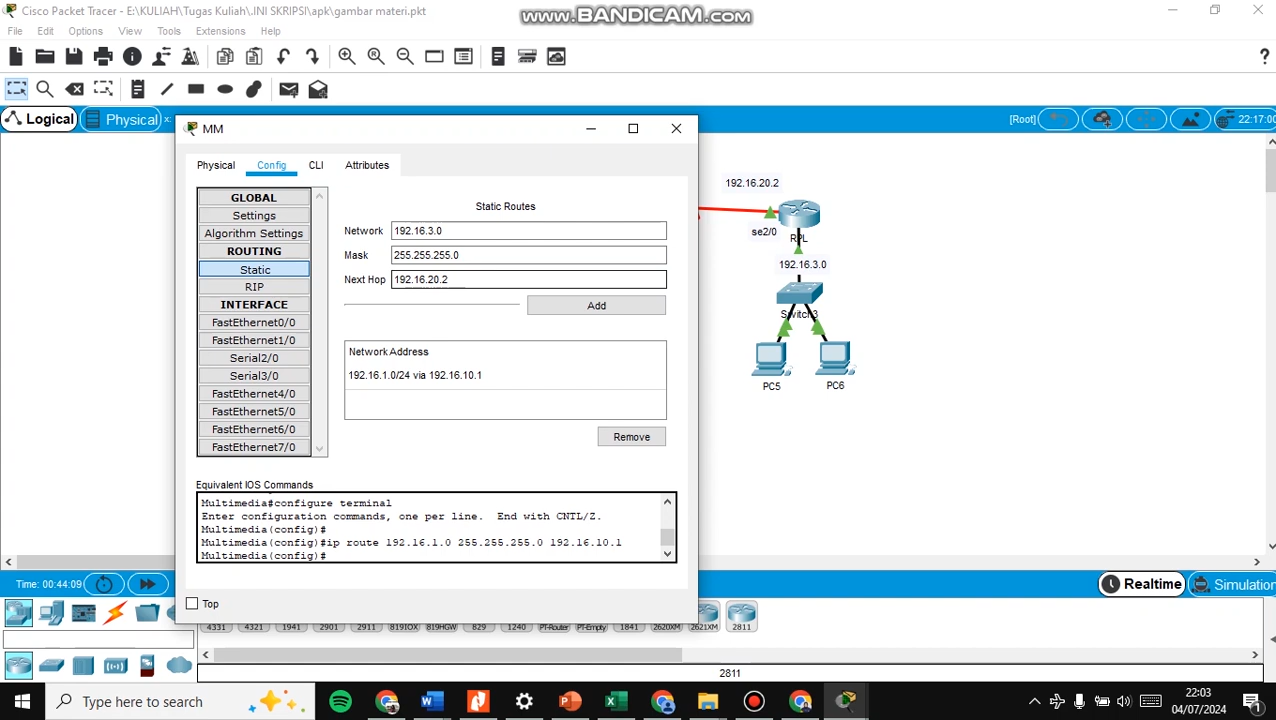 Cisco Packet Tracer - E:\KULIAH\Tugas Kuliah\.INI SKRIPSI\apk\gambar materi.pkt
www.BANDICAM.com
File Edit Options View Tools Extensions Help
Logical
Physical
x:
[Root]
22:17:00
MM
Physical Config CLI Attributes
GLOBAL
Settings
Algorithm Settings
ROUTING
Static
RIP
INTERFACE
FastEthernet0/0
FastEthernet1/0
Serial2/0
Serial3/0
FastEthernet4/0
FastEthernet5/0
FastEthernet6/0
FastEthernet7/0
Static Routes
Network 192.16.3.0
Mask 255.255.255.0
Next Hop 192.16.20.2
Add
Network Address
192.16.1.0/24 via 192.16.10.1
Remove
Equivalent IOS Commands
Multimedia#configure terminal
Enter configuration commands, one per line.  End with CNTL/Z.
Multimedia(config)#
Multimedia(config)#ip route 192.16.1.0 255.255.255.0 192.16.10.1
Multimedia(config)#
Top
192.16.20.2
se2/0
RPL
192.16.3.0
Switch3
PC5
PC6
Time: 00:44:09
Realtime
Simulation
4331 4321 1941 2901 2911 819IOX 819HGW 829 1240 PT-Router PT-Empty 1841 2620XM 2621XM 2811
2811
Type here to search
22:03
04/07/2024
1